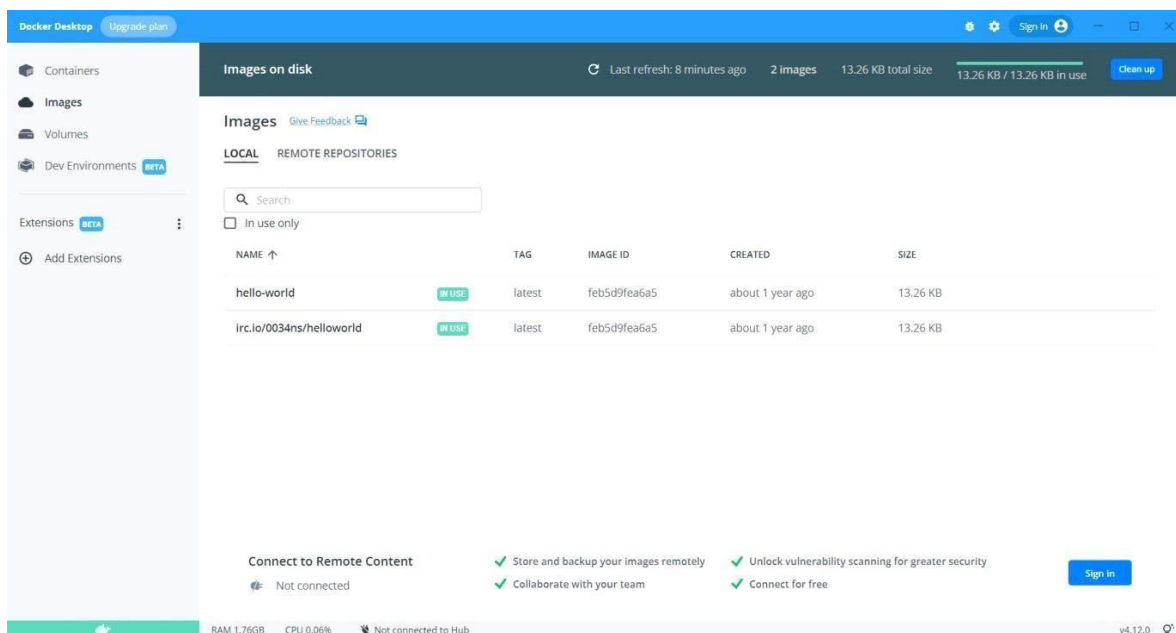 Docker Desktop Upgrade plan Sign in
Containers
Images
Volumes
Dev Environments BETA
Extensions BETA
Add Extensions
Images on disk Last refresh: 8 minutes ago 2 images 13.26 KB total size 13.26 KB / 13.26 KB in use Clean up
Images Give Feedback
LOCAL REMOTE REPOSITORIES
Search
In use only
NAME TAG IMAGE ID CREATED SIZE
hello-world IN USE latest feb5d9fea6a5 about 1 year ago 13.26 KB
irc.io/0034ns/helloworld IN USE latest feb5d9fea6a5 about 1 year ago 13.26 KB
Connect to Remote Content
Not connected
Store and backup your images remotely
Collaborate with your team
Unlock vulnerability scanning for greater security
Connect for free
Sign in
RAM 1.76GB CPU 0.06% Not connected to Hub v4.12.0